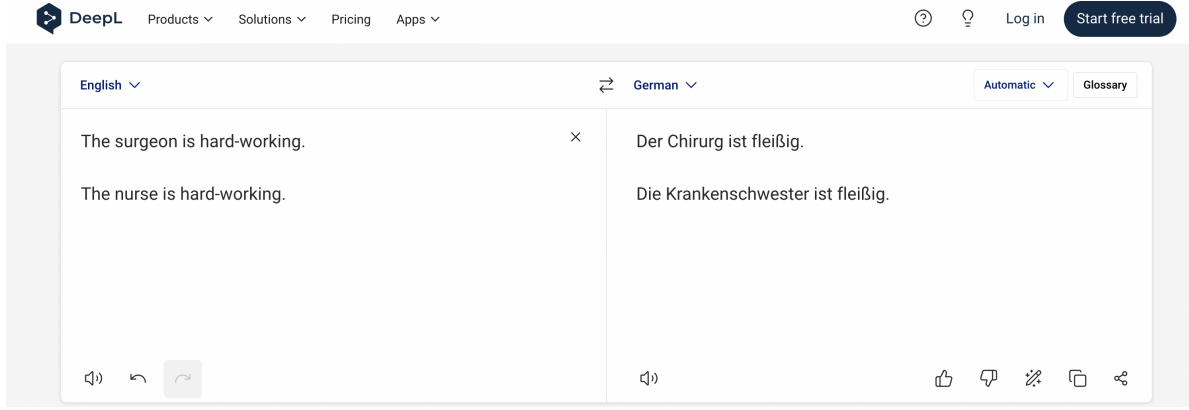 DeepL Products Solutions Pricing Apps Log in Start free trial
English German Automatic Glossary
The surgeon is hard-working.
The nurse is hard-working.
Der Chirurg ist fleißig.
Die Krankenschwester ist fleißig.